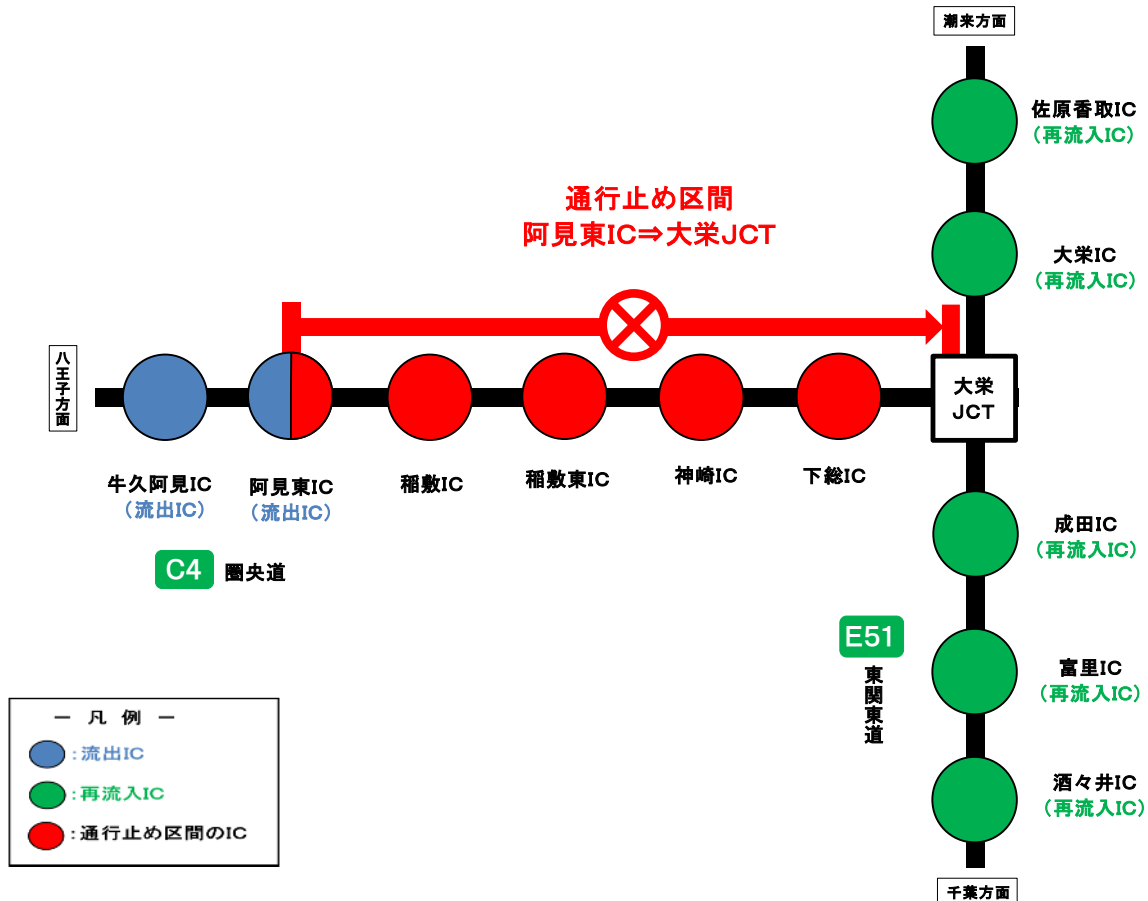 潮来方面
佐原香取IC
(再流入IC)
通行止め区間
阿見東IC⇒大栄JCT
大栄IC
(再流入IC)
八王子方面
大栄
JCT
牛久阿見IC
(流出IC)
阿見東IC
(流出IC)
稲敷IC
稲敷東IC
神崎IC
下総IC
成田IC
(再流入IC)
C4 圏央道
E51
東関東道
富里IC
(再流入IC)
酒々井IC
(再流入IC)
千葉方面
― 凡 例 ―
:流出IC
:再流入IC
:通行止め区間のIC